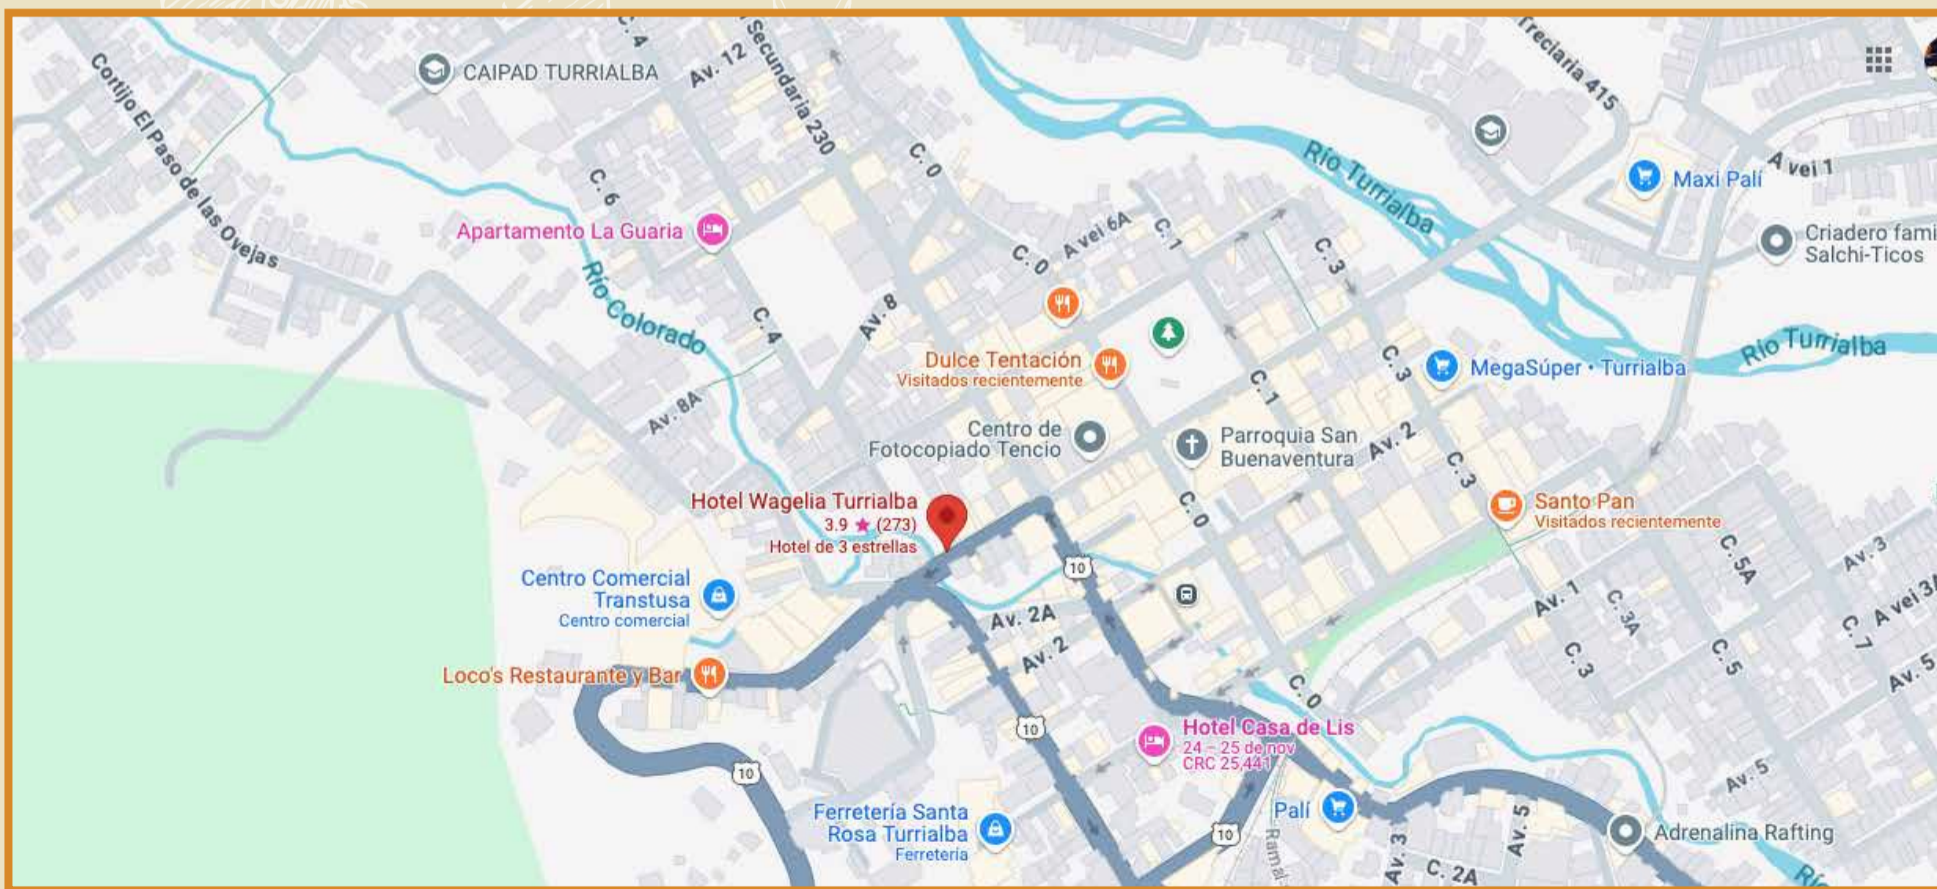 CAIPAD TURRIALBA
C. 4
Av. 12
Secundaria 230
Cortijo El Paso de las Ovejas
C. 0
C. 6
Apartamento La Guaria
Río Colorado
C. 4
Av. 8
Av. 8A
C. 0
A vei 6A
C. 1
C. 3
Río Turrialba
Treciaria 415
Maxi Palí
A vei 1
Criadero fami
Salchi-Ticos
Río Turrialba
MegaSúper • Turrialba
C. 3
C. 1
Dulce Tentación
Visitados recientemente
Centro de
Fotocopiado Tencio
Parroquia San
Buenaventura
Av. 2
C. 3
C. 0
Santo Pan
Visitados recientemente
Hotel Wagelia Turrialba
3.9 ★ (273)
Hotel de 3 estrellas
Centro Comercial
Transtusa
Centro comercial
Loco's Restaurante y Bar
10
Av. 2A
Av. 2
10
10
C. 5A
Av. 3
A vei 3A
Av. 1
C. 3A
C. 7
C. 3
C. 5
Av. 5
C. 0
Hotel Casa de Lis
24 – 25 de nov
CRC 25,441
Av. 5
Ferretería Santa
Rosa Turrialba
Ferretería
Palí
10
Ramal
Av. 3
Av. 5
C. 2A
Adrenalina Rafting